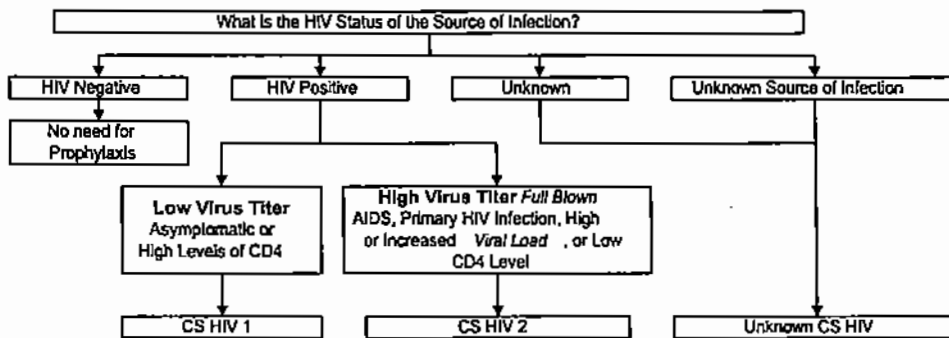 What Is the HIV Status of the Source of Infection?
HIV Negative
HIV Positive
Unknown
Unknown Source of Infection
No need for
Prophylaxis
Low Virus Titer
Asymplomatic or
High Levels of CD4
High Virus Titer Full Blown
AIDS, Primary HIV Infection, High
or Increased Viral Load , or Low
CD4 Level
CS HIV 1
CS HIV 2
Unknown CS HIV